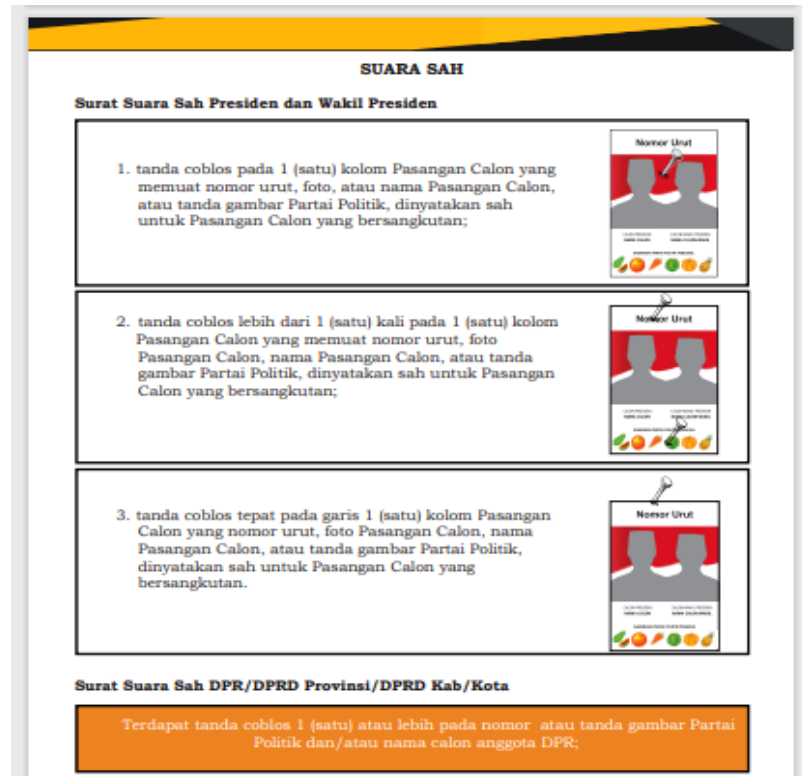 SUARA SAH
Surat Suara Sah Presiden dan Wakil Presiden
1. tanda coblos pada 1 (satu) kolom Pasangan Calon yang
memuat nomor urut, foto, atau nama Pasangan Calon,
atau tanda gambar Partai Politik, dinyatakan sah
untuk Pasangan Calon yang bersangkutan;
Nomor Urut
2. tanda coblos lebih dari 1 (satu) kali pada 1 (satu) kolom
Pasangan Calon yang memuat nomor urut, foto
Pasangan Calon, nama Pasangan Calon, atau tanda
gambar Partai Politik, dinyatakan sah untuk Pasangan
Calon yang bersangkutan;
Nomor Urut
3. tanda coblos tepat pada garis 1 (satu) kolom Pasangan
Calon yang nomor urut, foto Pasangan Calon, nama
Pasangan Calon, atau tanda gambar Partai Politik,
dinyatakan sah untuk Pasangan Calon yang
bersangkutan.
Nomor Urut
Surat Suara Sah DPR/DPRD Provinsi/DPRD Kab/Kota
Terdapat tanda coblos 1 (satu) atau lebih pada nomor atau tanda gambar Partai
Politik dan/atau nama calon anggota DPR;